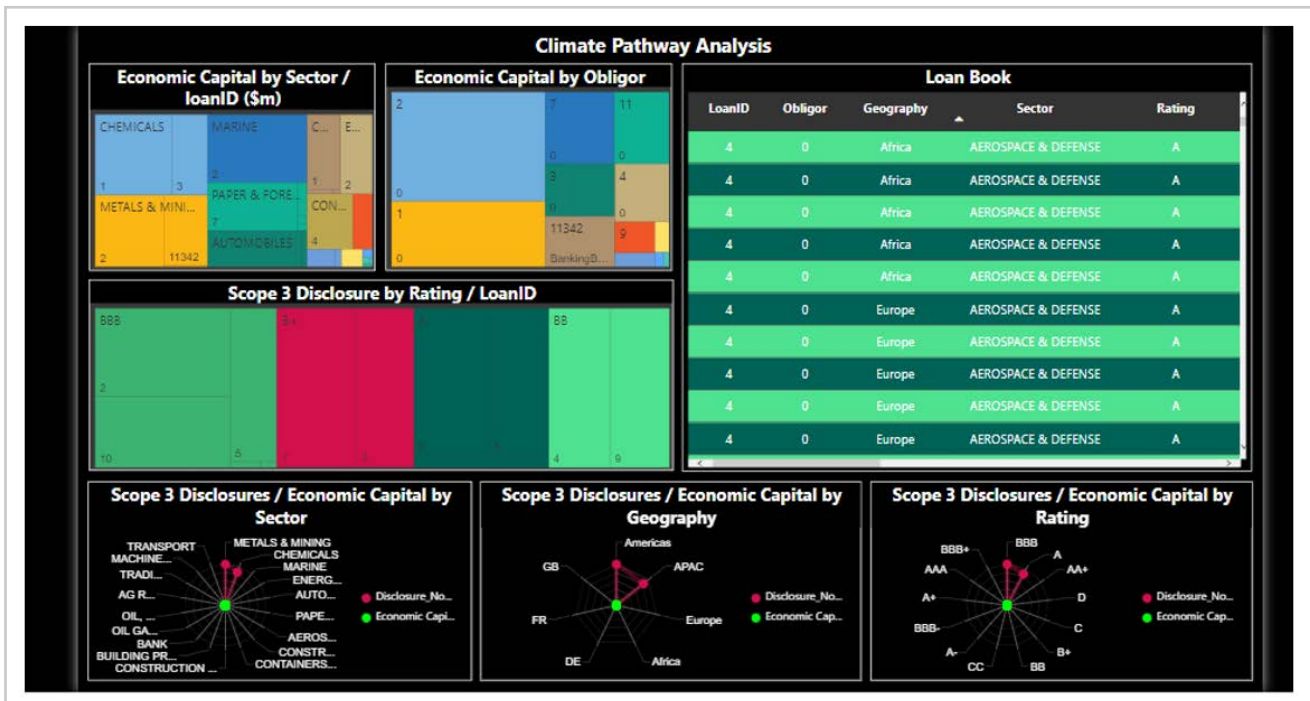 Climate Pathway Analysis
Economic Capital by Sector /
loanID ($m)
CHEMICALS
1
3
METALS & MINI...
2
11342
MARINE
2
PAPER & FORE...
7
AUTOMOBILES
C...
1
E...
2
CON...
4
Economic Capital by Obligor
2
0
1
0
7
0
11
0
3
0
4
0
11342
BankingB...
9
Scope 3 Disclosure by Rating / LoanID
BBB
2
10
5
B+
BB
4
9
Loan Book
LoanID Obligor Geography Sector Rating
4 0 Africa AEROSPACE & DEFENSE A
4 0 Africa AEROSPACE & DEFENSE A
4 0 Africa AEROSPACE & DEFENSE A
4 0 Africa AEROSPACE & DEFENSE A
4 0 Africa AEROSPACE & DEFENSE A
4 0 Europe AEROSPACE & DEFENSE A
4 0 Europe AEROSPACE & DEFENSE A
4 0 Europe AEROSPACE & DEFENSE A
4 0 Europe AEROSPACE & DEFENSE A
4 0 Europe AEROSPACE & DEFENSE A
Scope 3 Disclosures / Economic Capital by
Sector
METALS & MINING
CHEMICALS
MARINE
ENERG...
AUTO...
PAPE...
AEROS...
CONSTR...
CONTAINERS...
CONSTRUCTION ...
BUILDING PR...
BANK
OIL GA...
OIL, ...
AG R...
TRADI...
MACHINE...
TRANSPORT
Disclosure_No...
Economic Capi...
Scope 3 Disclosures / Economic Capital by
Geography
Americas
APAC
Europe
Africa
DE
FR
GB
Disclosure_No...
Economic Cap...
Scope 3 Disclosures / Economic Capital by
Rating
BBB
A
AA+
D
C
B+
BB
CC
A-
BBB-
A+
AAA
BBB+
Disclosure_No...
Economic Cap...